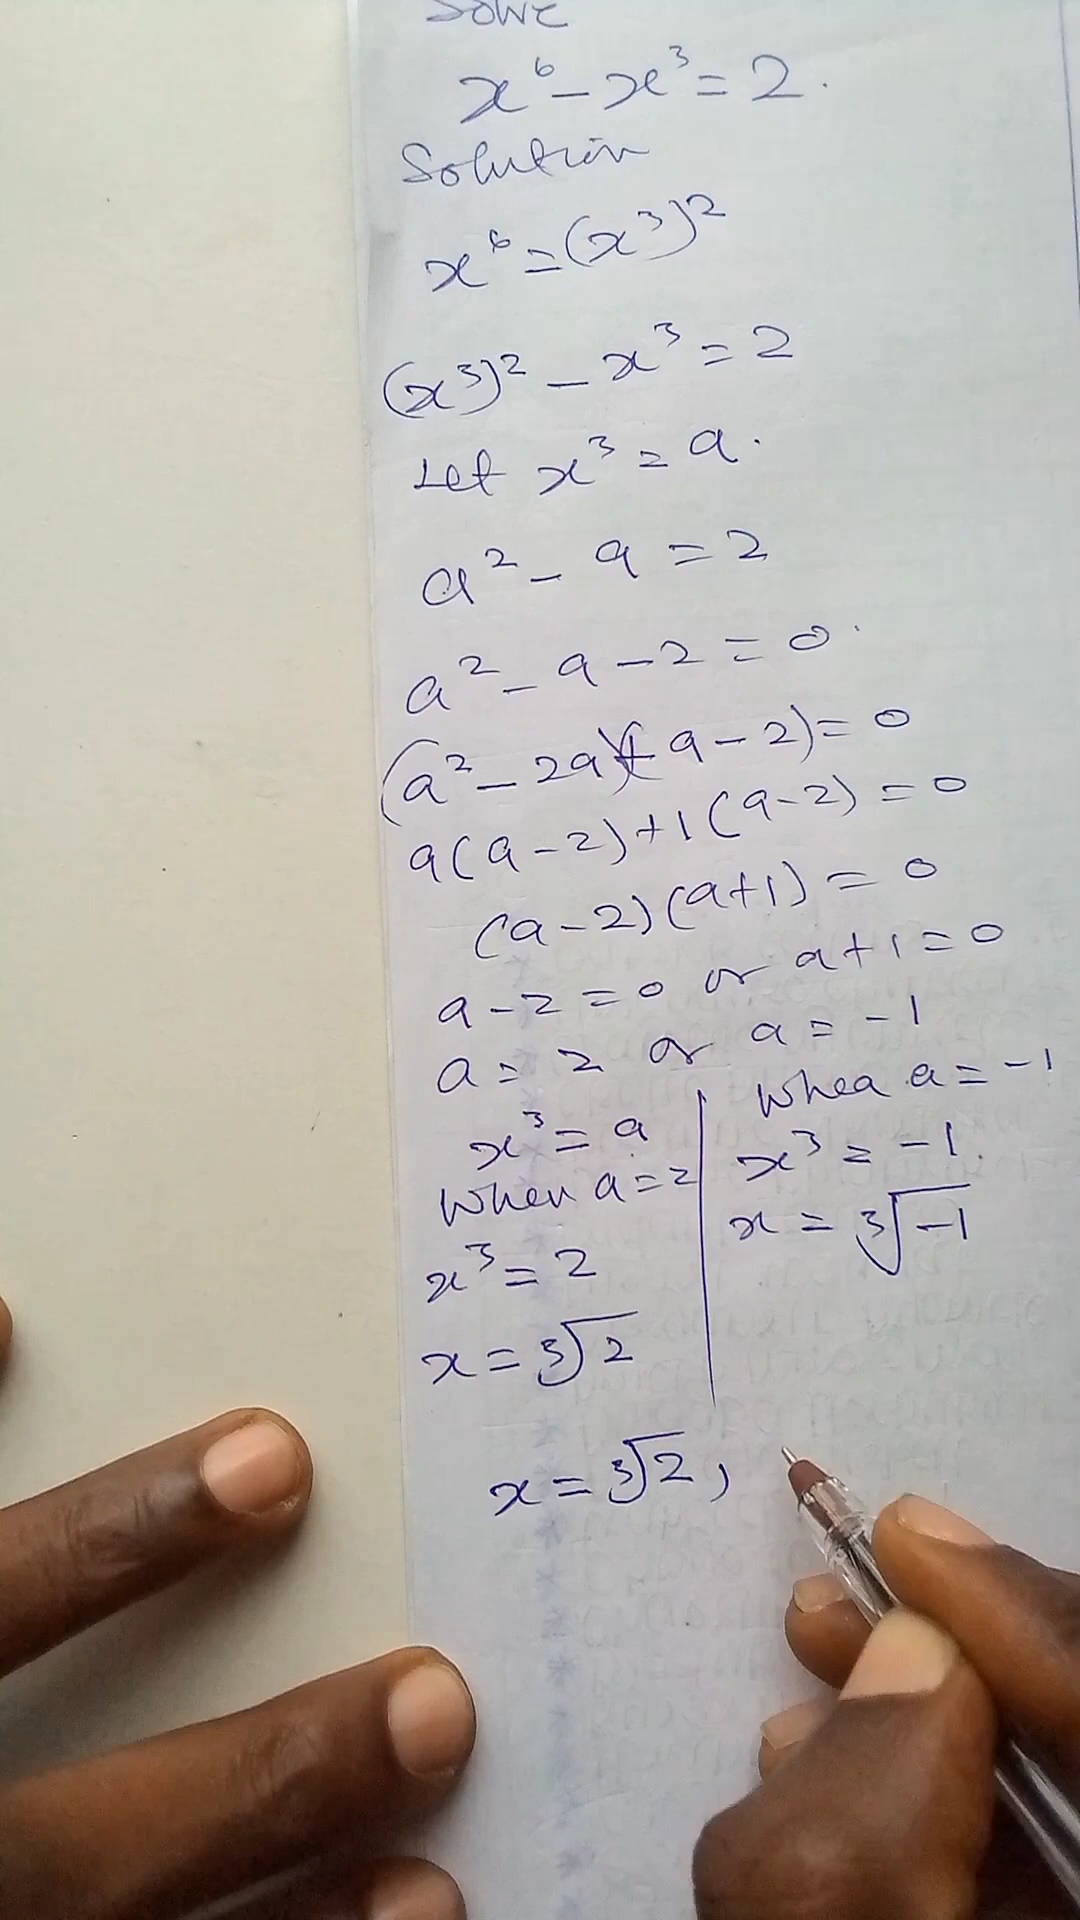 Solve
x⁶ - x³ = 2.
Solution
x⁶ = (x³)²
(x³)² - x³ = 2
Let x³ = a.
a² - a = 2
a² - a - 2 = 0
(a² - 2a)(+ a - 2) = 0
a(a - 2) + 1(a - 2) = 0
(a - 2)(a + 1) = 0
a - 2 = 0 or a + 1 = 0
a = 2 or a = -1
x³ = a
when a = 2
x³ = 2
x = ∛2
when a = -1
x³ = -1.
x = ∛-1
x = ∛2,